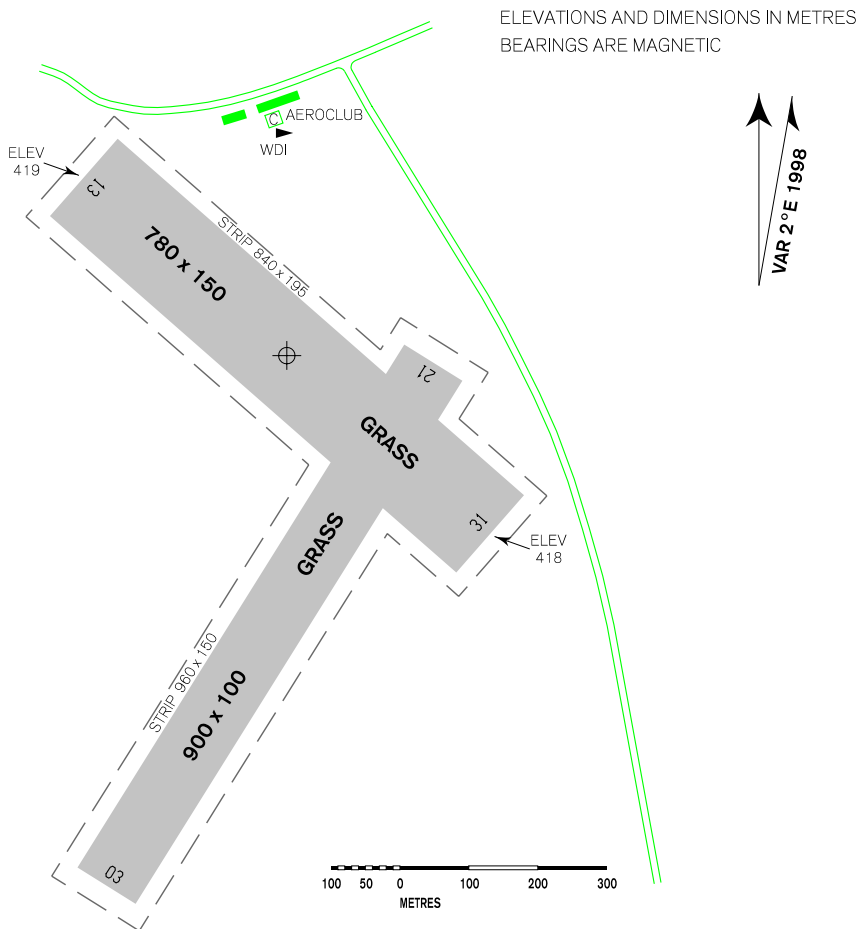 ELEVATIONS AND DIMENSIONS IN METRES
BEARINGS ARE MAGNETIC
C AEROCLUB
WDI
ELEV
419
13
STRIP 840 x 195
780 x 150
VAR 2°E 1998
21
GRASS
31
ELEV
418
GRASS
STRIP 960 x 150
900 x 100
03
100 50 0 100 200 300
METRES